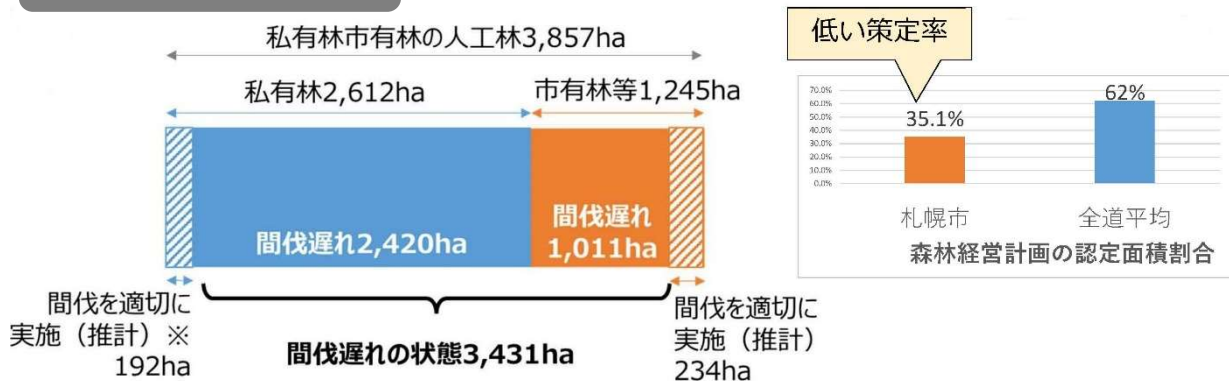 私有林市有林の人工林3,857ha
私有林2,612ha
市有林等1,245ha
間伐遅れ2,420ha
間伐遅れ
1,011ha
間伐を適切に
実施（推計）※
192ha
間伐遅れの状態3,431ha
間伐を適切に
実施（推計）
234ha
低い策定率
70.0%
60.0%
50.0%
40.0%
30.0%
20.0%
10.0%
0.0%
35.1%
62%
札幌市
全道平均
森林経営計画の認定面積割合